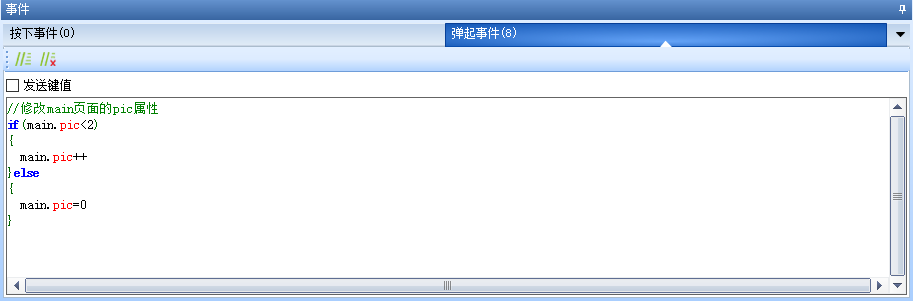 事件
按下事件(0)
弹起事件(8)
发送键值
//修改main页面的pic属性
if(main.pic<2)
{
  main.pic++
}else
{
  main.pic=0
}